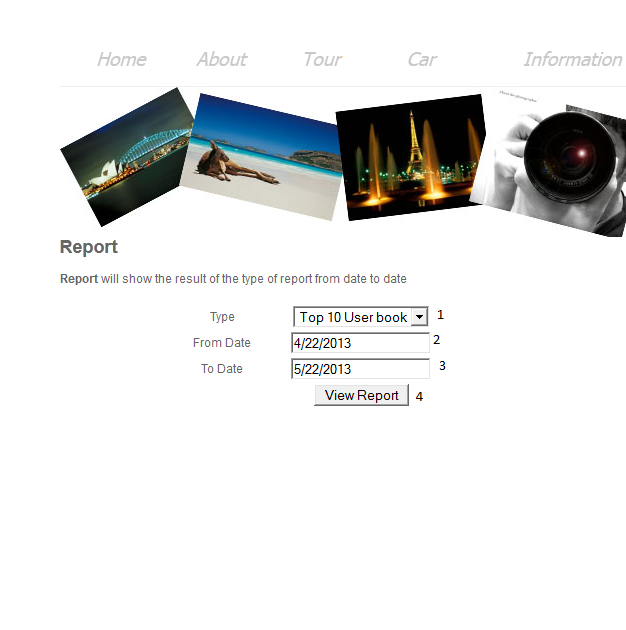 Home About Tour Car Information
Report
Report will show the result of the type of report from date to date
Type Top 10 User book 1
From Date 4/22/2013 2
To Date 5/22/2013 3
View Report 4